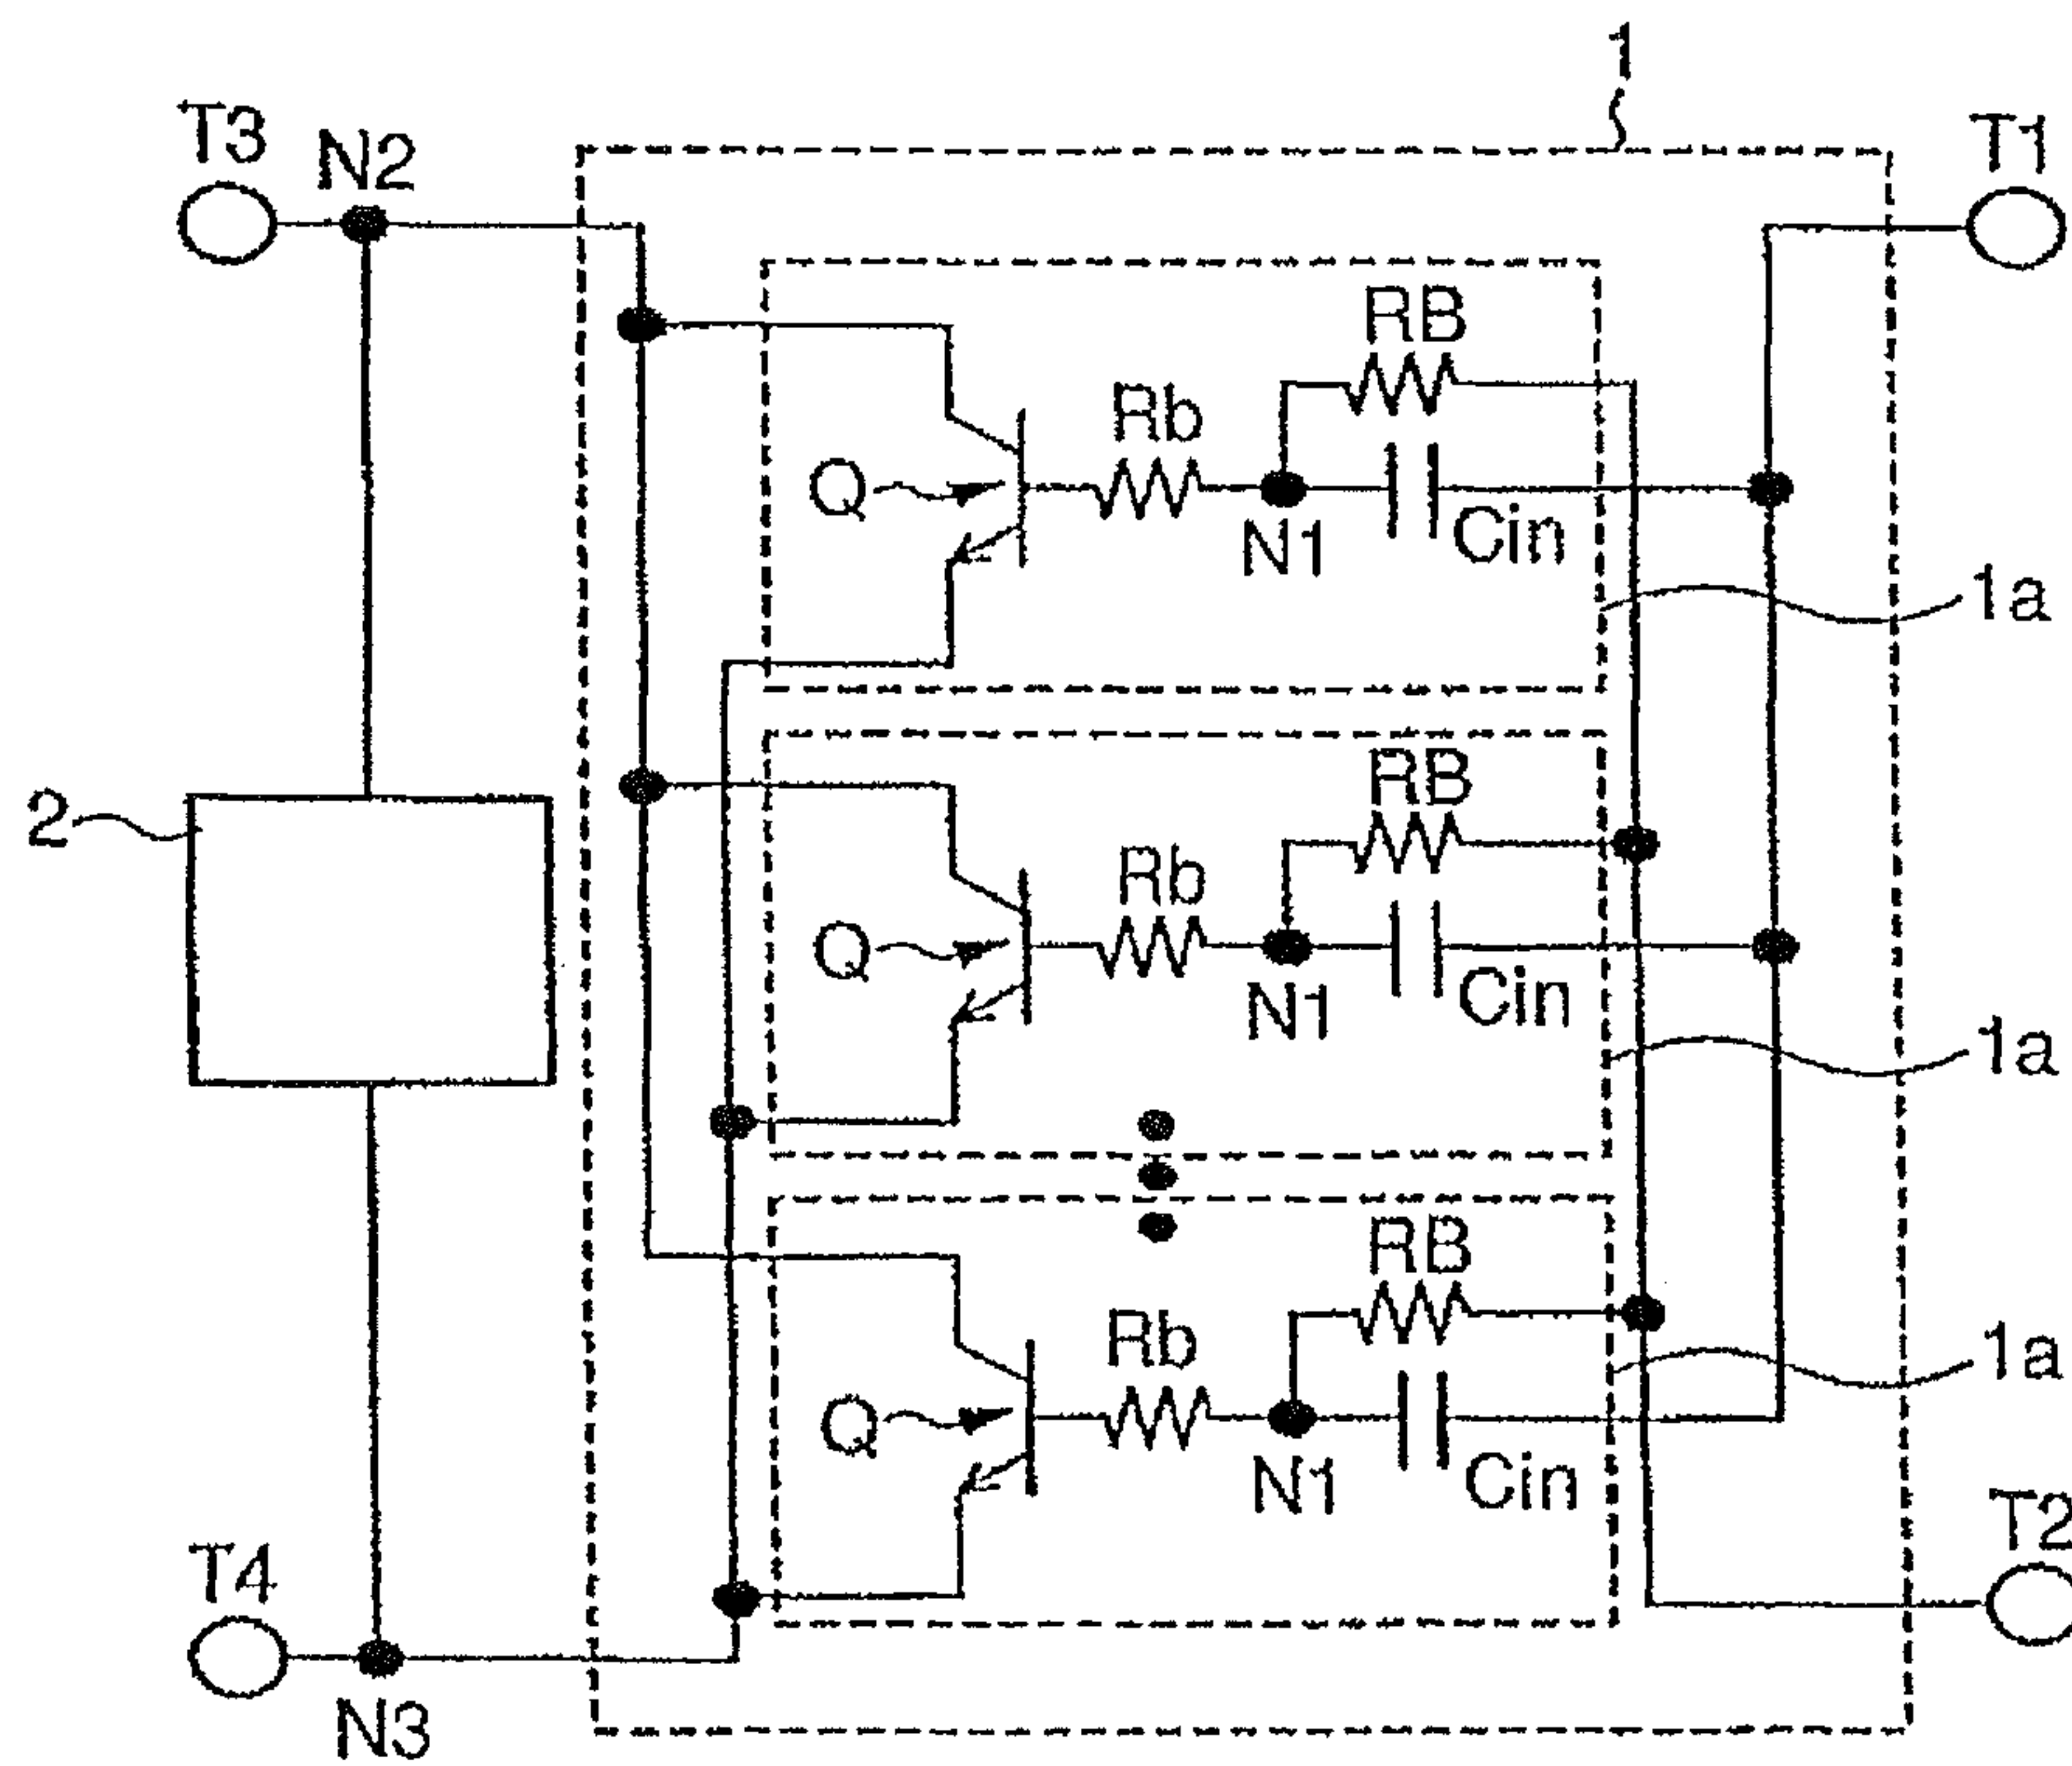 1
T3
N2
T1
RB
Rb
Q
N1
Cin
1a
RB
2
Rb
Q
N1
Cin
1a
RB
Rb
1a
Q
N1
Cin
T2
T4
N3